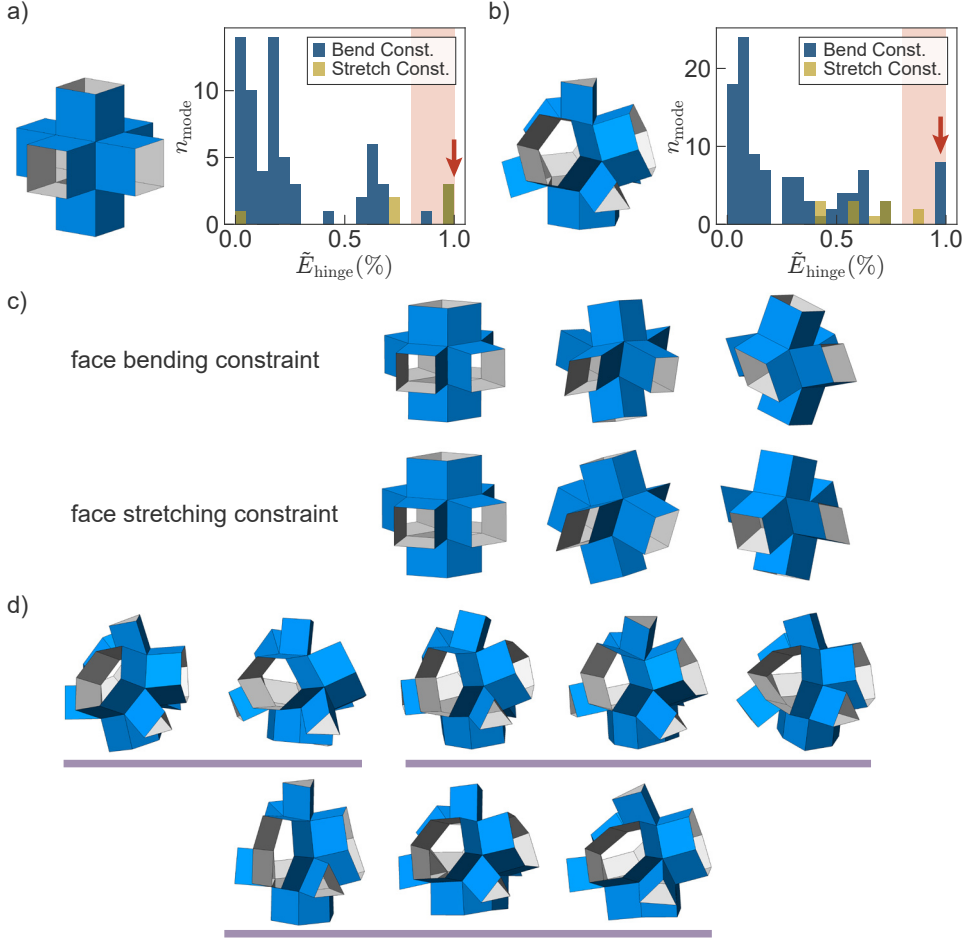 a)
b)
Bend Const.
Stretch Const.
n_mode
10
5
0
0.0
0.5
1.0
Ẽ_hinge(%)
Bend Const.
Stretch Const.
n_mode
20
10
0
0.0
0.5
1.0
Ẽ_hinge(%)
c)
face bending constraint
face stretching constraint
d)